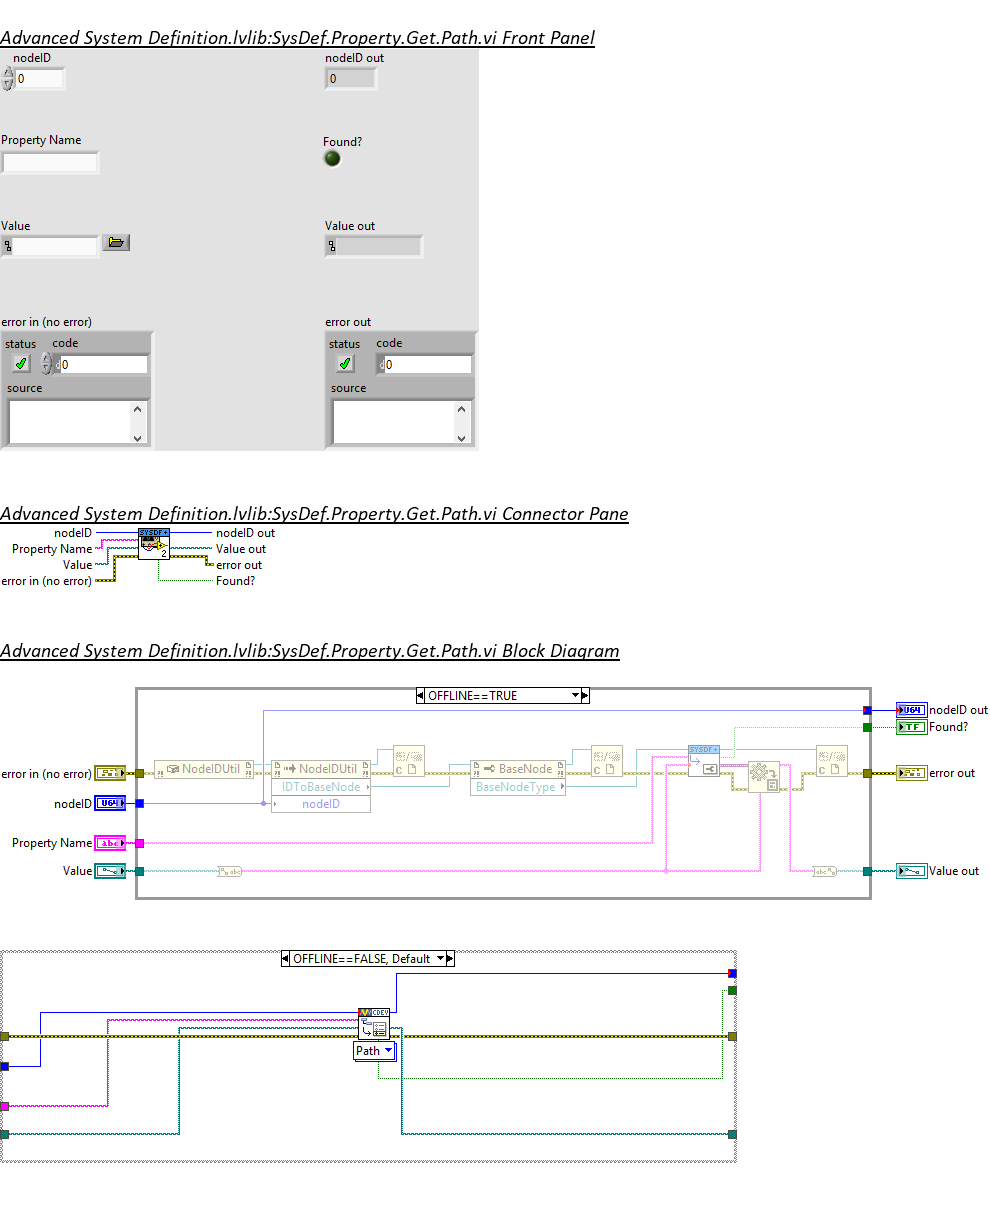 Advanced System Definition.lvlib:SysDef.Property.Get.Path.vi Front Panel
nodeID
nodeID out
0
0
Property Name
Found?
Value
Value out
error in (no error)
error out
status code
status code
0
0
source
source
Advanced System Definition.lvlib:SysDef.Property.Get.Path.vi Connector Pane
nodeID
SYSDF+
nodeID out
Property Name
Value out
Value
2
error out
error in (no error)
Found?
Advanced System Definition.lvlib:SysDef.Property.Get.Path.vi Block Diagram
OFFLINE==TRUE
U64 nodeID out
TF Found?
SYSDF+
error in (no error)
NodeIDUtil
NodeIDUtil
BaseNode
error out
IDToBaseNode
BaseNodeType
nodeID U64
nodeID
Property Name abc
Value
abc
abc
Value out
OFFLINE==FALSE, Default
CDEV
Path